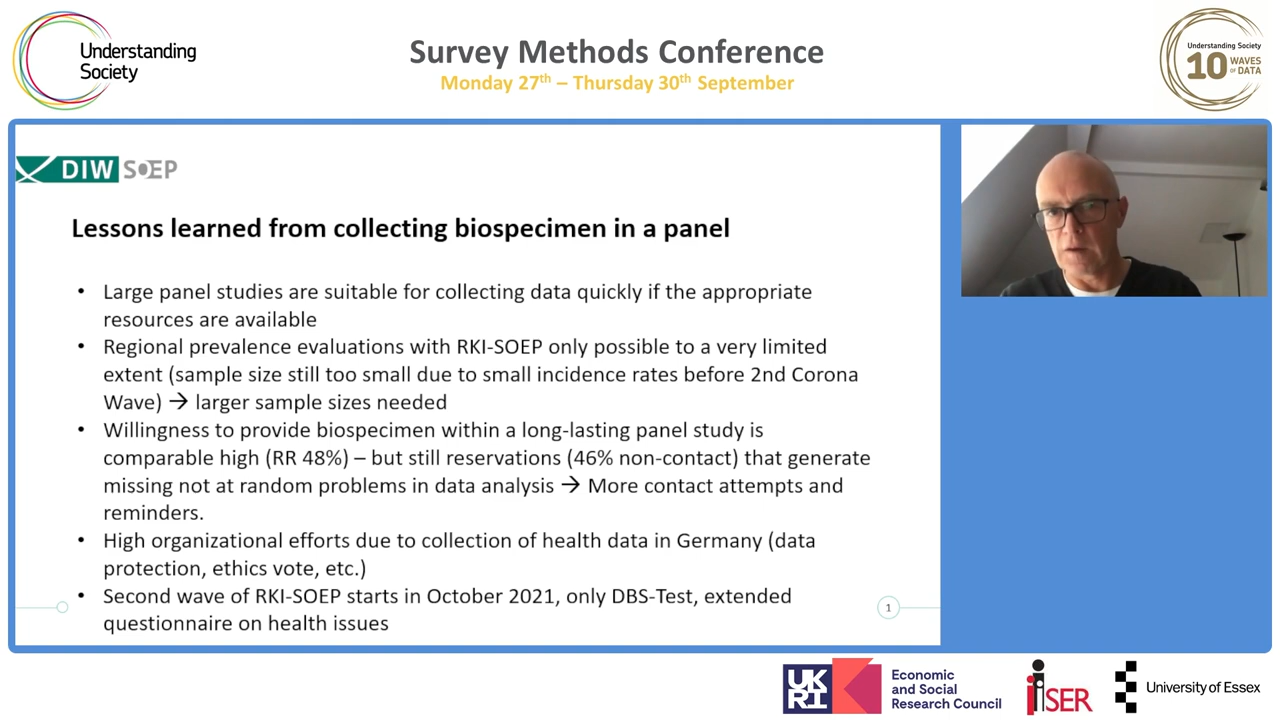 Understanding
Society
Survey Methods Conference
Monday 27th – Thursday 30th September
Understanding Society
10 WAVES
OF DATA
DIW SOEP
Lessons learned from collecting biospecimen in a panel
• Large panel studies are suitable for collecting data quickly if the appropriate
resources are available
• Regional prevalence evaluations with RKI-SOEP only possible to a very limited
extent (sample size still too small due to small incidence rates before 2nd Corona
Wave) → larger sample sizes needed
• Willingness to provide biospecimen within a long-lasting panel study is
comparable high (RR 48%) – but still reservations (46% non-contact) that generate
missing not at random problems in data analysis → More contact attempts and
reminders.
• High organizational efforts due to collection of health data in Germany (data
protection, ethics vote, etc.)
• Second wave of RKI-SOEP starts in October 2021, only DBS-Test, extended
questionnaire on health issues
1
UK
RI
Economic
and Social
Research Council
iISER
University of Essex